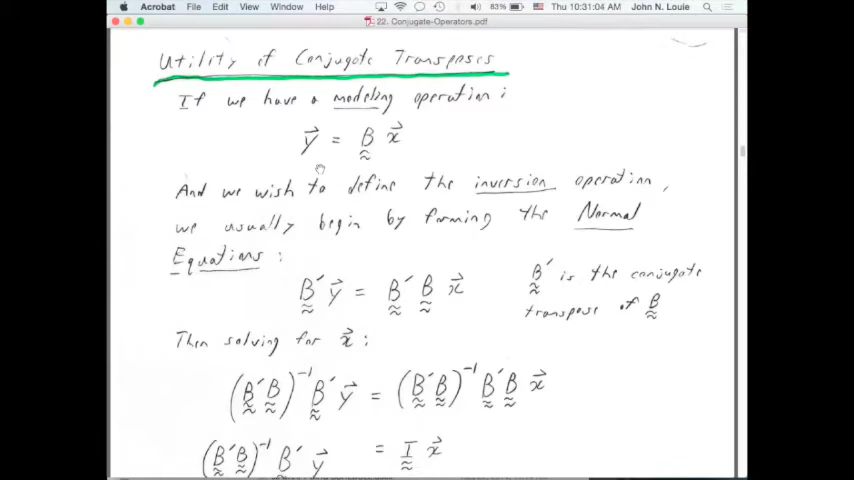 Acrobat File Edit View Window Help 83% Thu 10:31:04 AM John N. Louie
22. Conjugate-Operators.pdf
Utility of Conjugate Transposes
If we have a modeling operation:
y⃗ = B x⃗
And we wish to define the inversion operation,
we usually begin by forming the Normal
Equations:
B′ y⃗ = B′ B x⃗
B′ is the conjugate
transpose of B
Then solving for x⃗:
(B′B)⁻¹ B′ y⃗ = (B′B)⁻¹ B′B x⃗
(B′B)⁻¹ B′ y⃗ = I x⃗